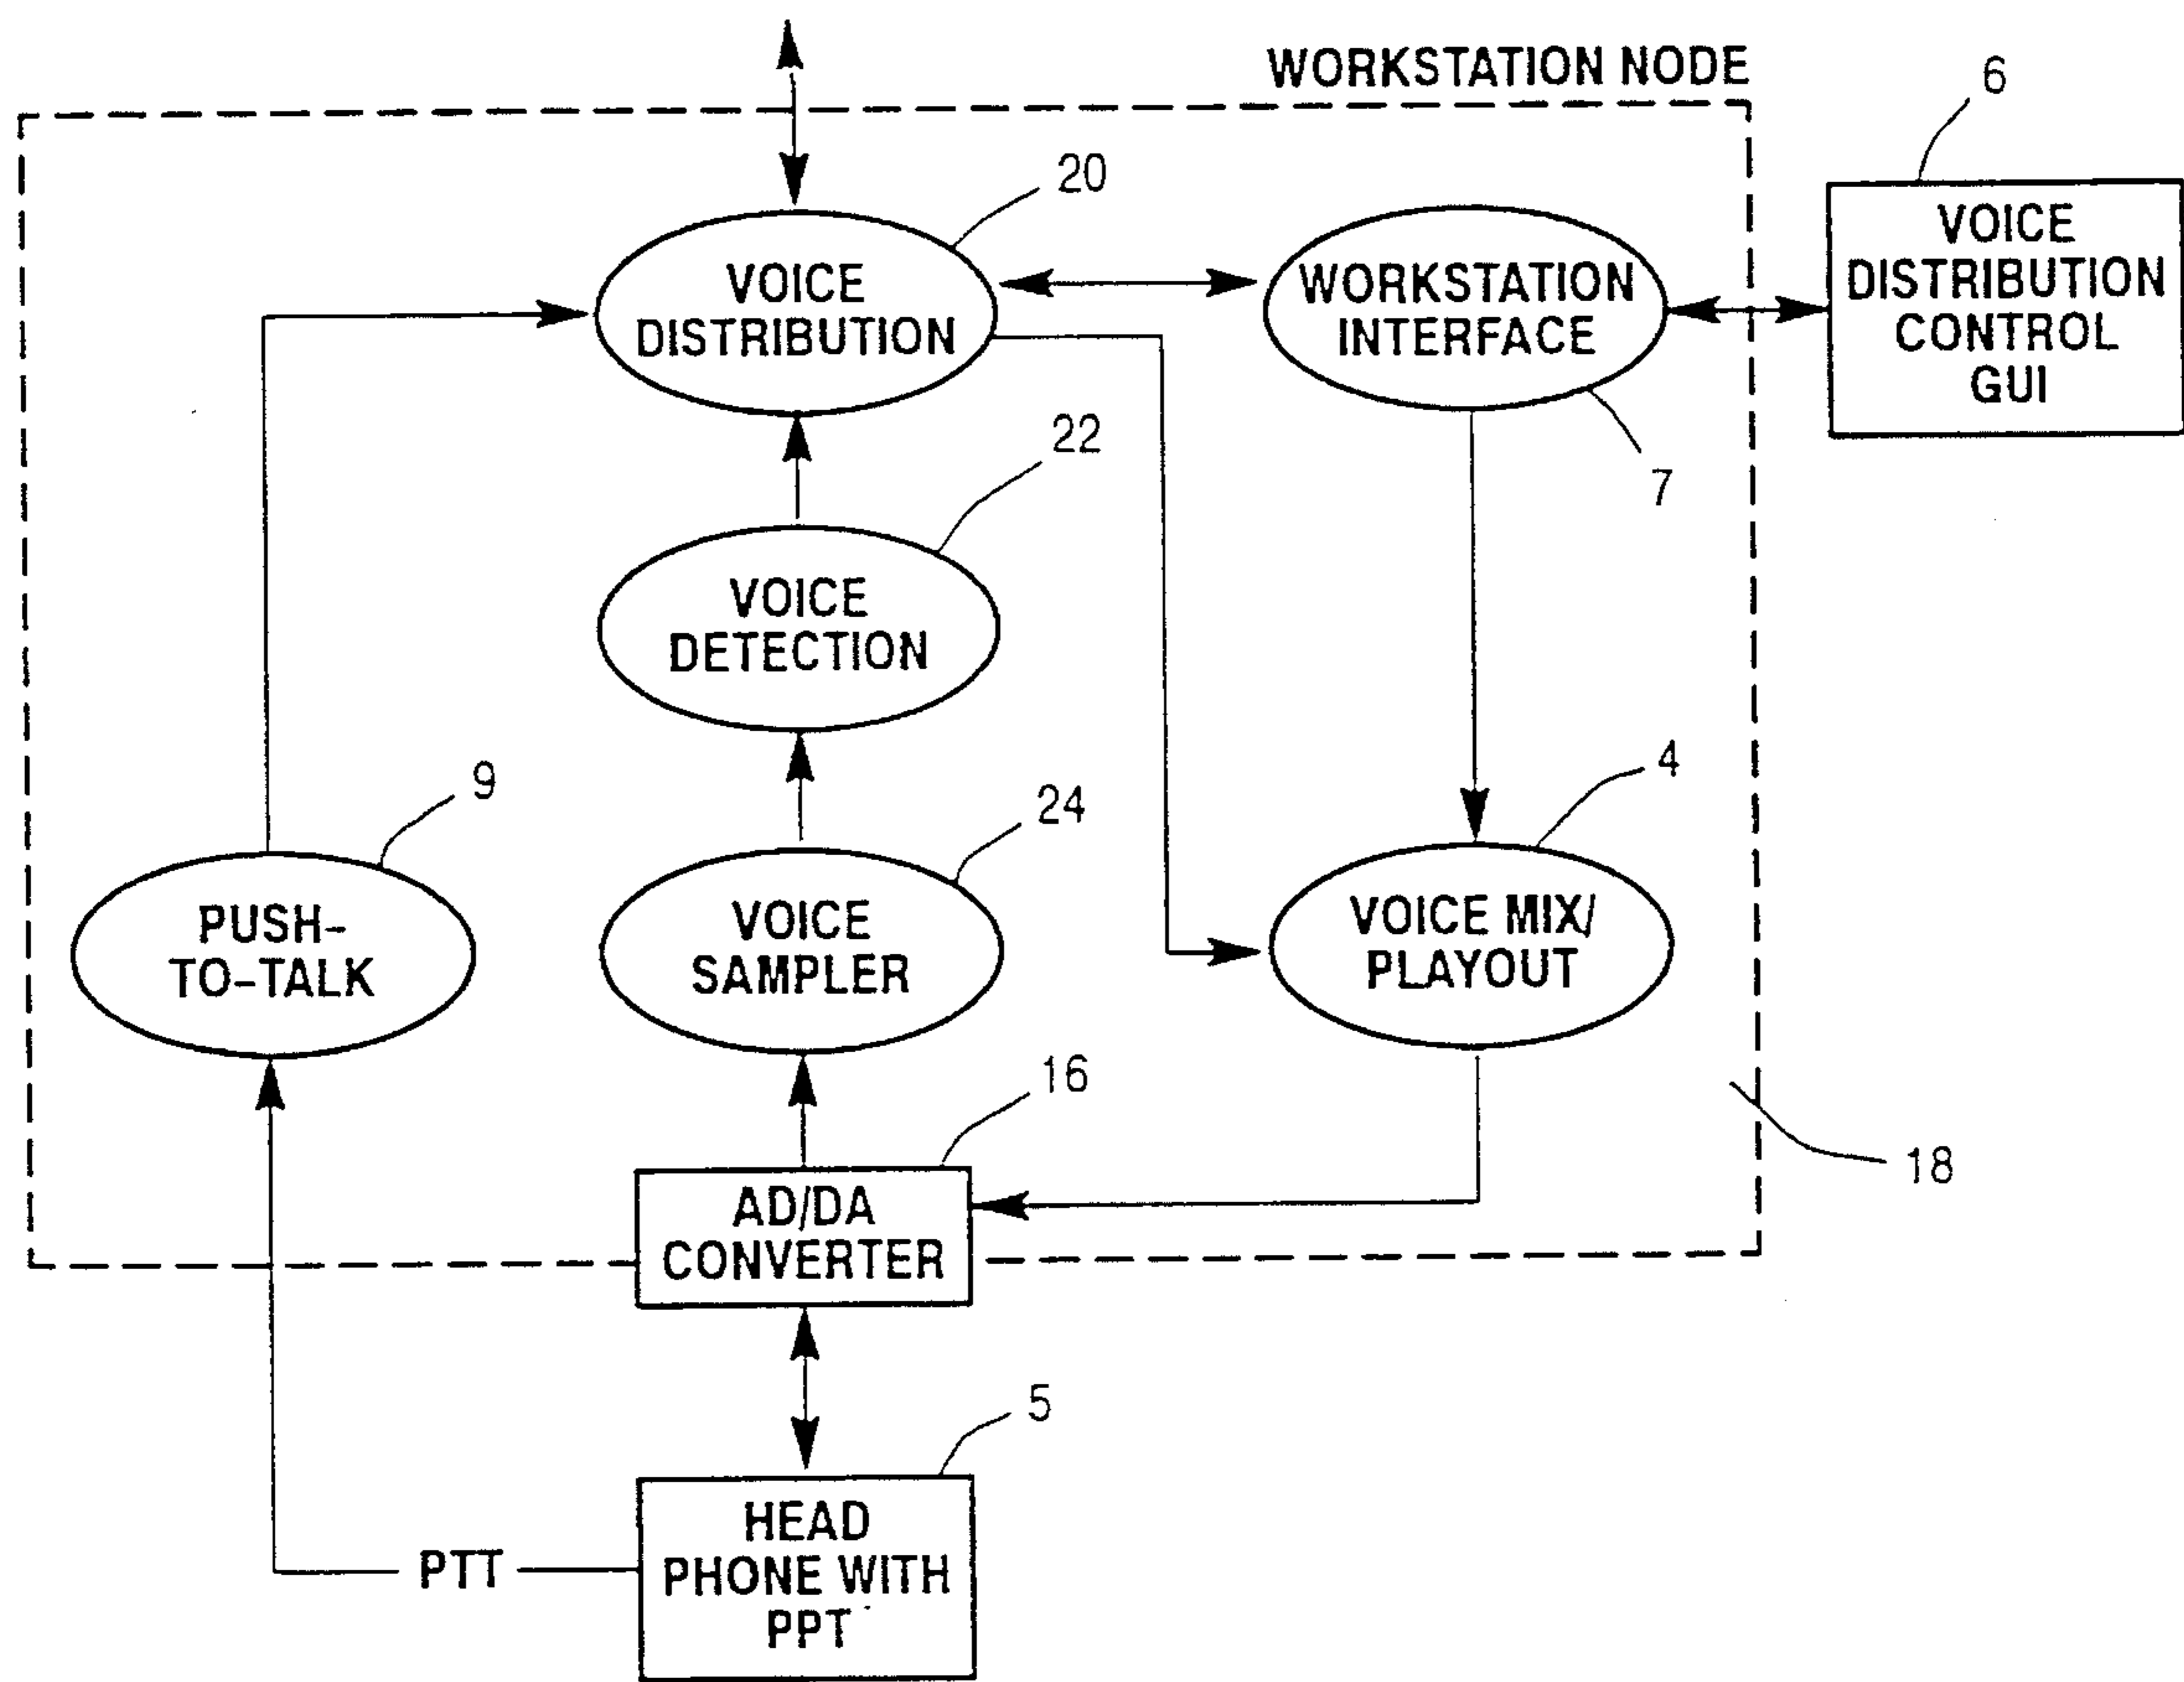 WORKSTATION NODE
6
20
VOICE
DISTRIBUTION
WORKSTATION
INTERFACE
VOICE
DISTRIBUTION
CONTROL
GUI
22
7
VOICE
DETECTION
9
24
4
PUSH-
TO-TALK
VOICE
SAMPLER
VOICE MIX/
PLAYOUT
16
18
AD/DA
CONVERTER
5
PTT
HEAD
PHONE WITH
PPT